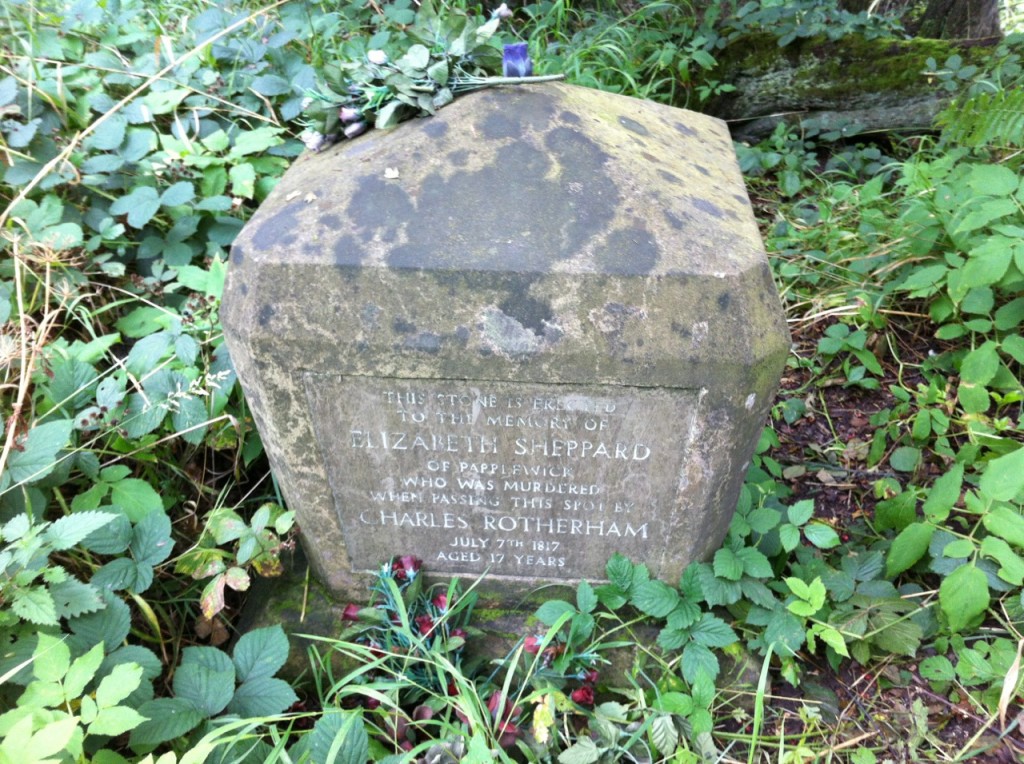 THIS STONE IS ERECTED
TO THE MEMORY OF
ELIZABETH SHEPPARD
OF PAPPLEWICK
WHO WAS MURDERED
WHEN PASSING THIS SPOT BY
CHARLES ROTHERHAM
JULY 7TH 1817
AGED 17 YEARS